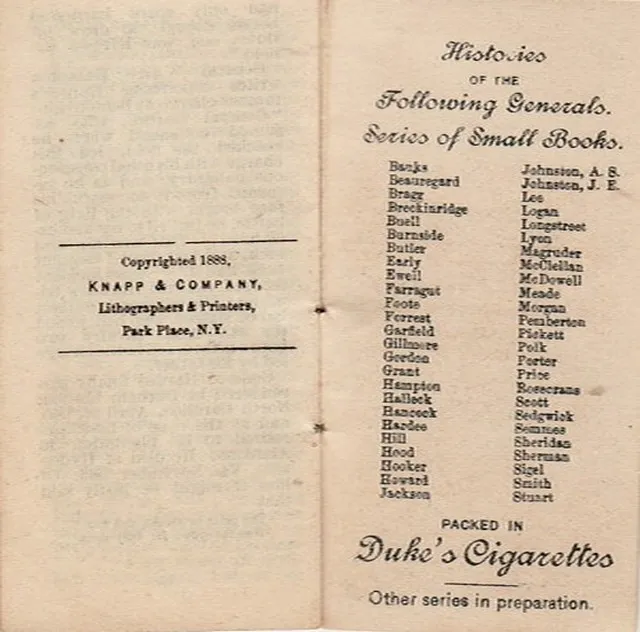 Copyrighted 1888,
KNAPP & COMPANY,
Lithographers & Printers,
Park Place, N.Y.
Histories
OF THE
Following Generals.
Series of Small Books.
Banks
Beauregard
Bragg
Breckinridge
Buell
Burnside
Butler
Early
Ewell
Farragut
Foote
Forrest
Garfield
Gillmore
Gordon
Grant
Hampton
Halleck
Hancock
Hardee
Hill
Hood
Hooker
Howard
Jackson
Johnston, A. S.
Johnston, J. E.
Lee
Logan
Longstreet
Lyon
Magruder
McClellan
McDowell
Meade
Morgan
Pemberton
Pickett
Polk
Porter
Price
Rosecrans
Scott
Sedgwick
Semmes
Sheridan
Sherman
Sigel
Smith
Stuart
PACKED IN
Duke's Cigarettes
Other series in preparation.